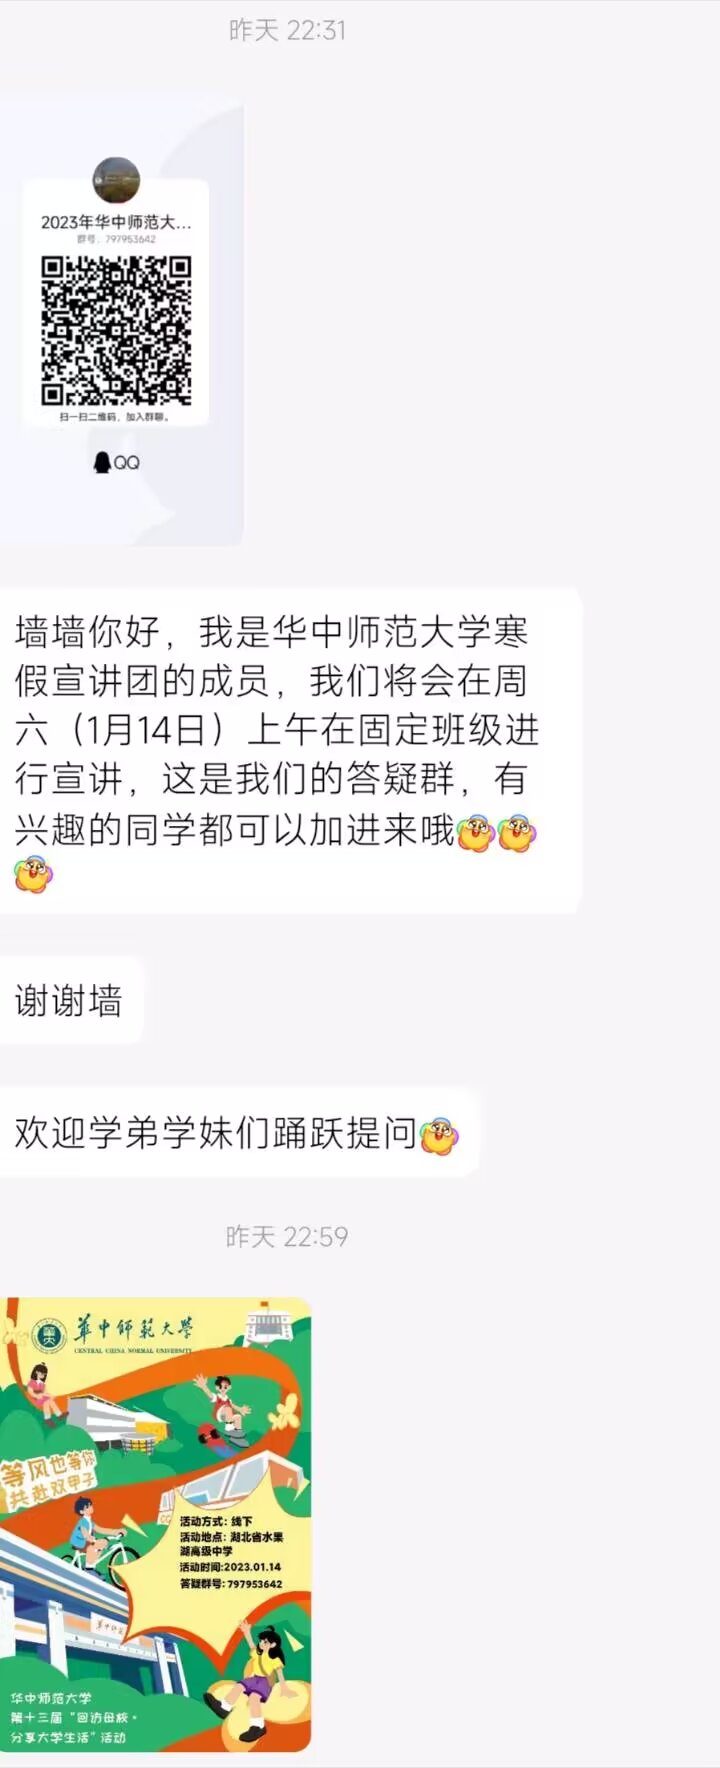 昨天 22:31
2023年华中师范大...
群号：797953642
扫一扫二维码，加入群聊。
QQ
墙墙你好，我是华中师范大学寒
假宣讲团的成员，我们将会在周
六（1月14日）上午在固定班级进
行宣讲，这是我们的答疑群，有
兴趣的同学都可以加进来哦
谢谢墙
欢迎学弟学妹们踊跃提问
昨天 22:59
華中師範大學
CENTRAL CHINA NORMAL UNIVERSITY
等风也等你
共赴双甲子
活动方式：线下
活动地点：湖北省水果
湖高级中学
活动时间:2023.01.14
答疑群号：797953642
华中师范大学
第十三届“回访母校·
分享大学生活”活动